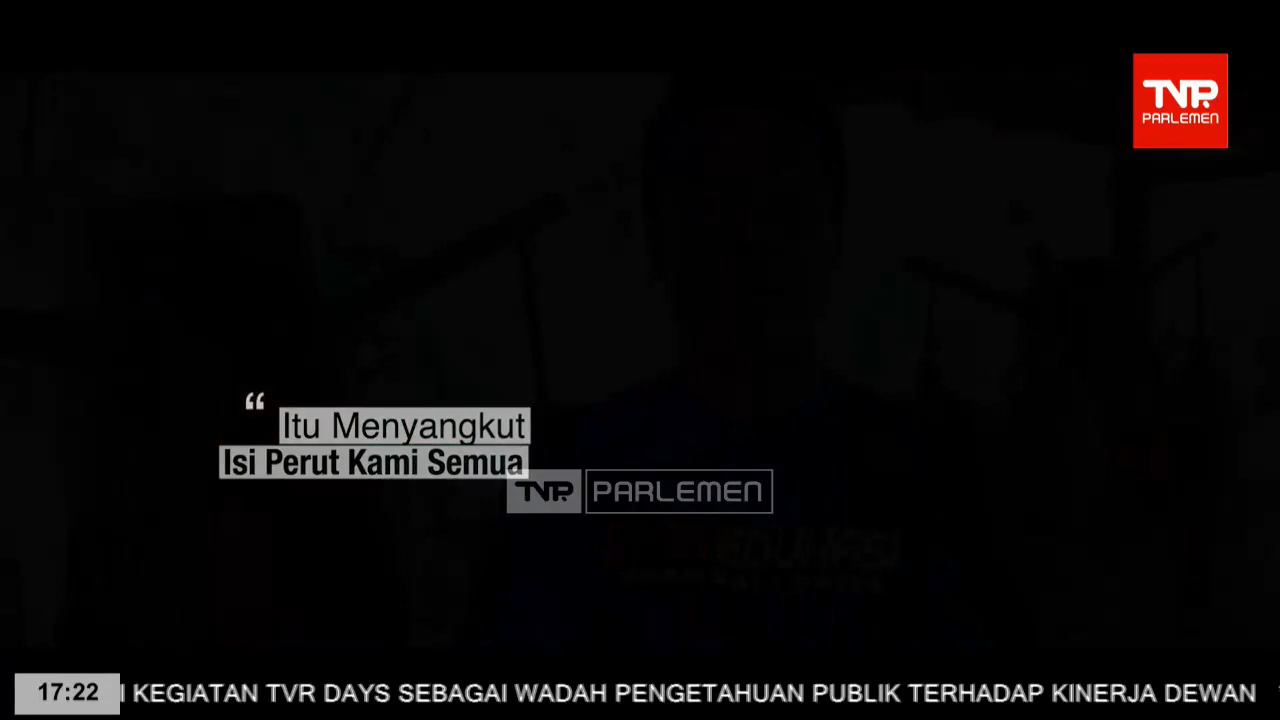 TVR
PARLEMEN
“
Itu Menyangkut
Isi Perut Kami Semua
TVR PARLEMEN
17:22 I KEGIATAN TVR DAYS SEBAGAI WADAH PENGETAHUAN PUBLIK TERHADAP KINERJA DEWAN